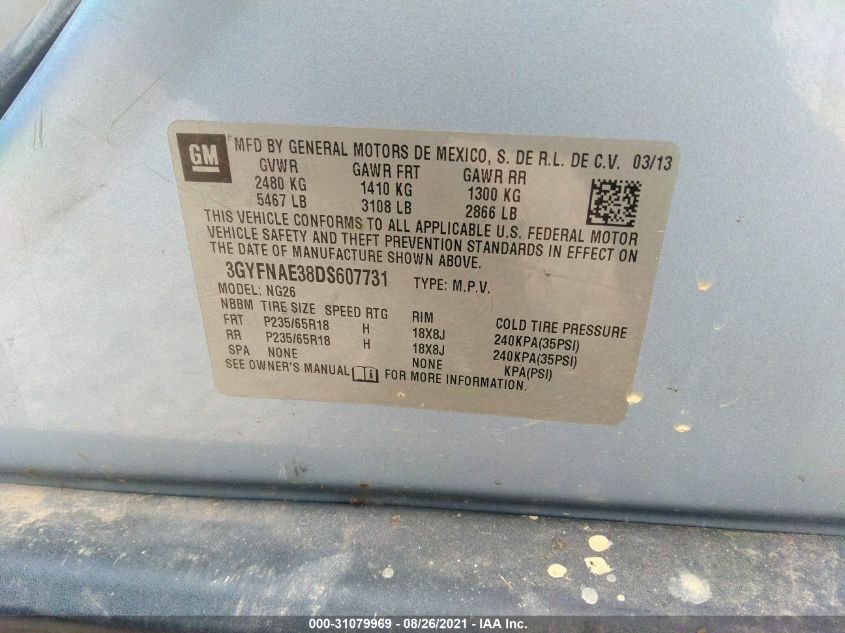 GM MFD BY GENERAL MOTORS DE MEXICO, S. DE R.L. DE C.V. 03/13
GVWR GAWR FRT GAWR RR
2480 KG 1410 KG 1300 KG
5467 LB 3108 LB 2866 LB
THIS VEHICLE CONFORMS TO ALL APPLICABLE U.S. FEDERAL MOTOR
VEHICLE SAFETY AND THEFT PREVENTION STANDARDS IN EFFECT ON
THE DATE OF MANUFACTURE SHOWN ABOVE.
3GYFNAE38DS607731 TYPE: M.P.V.
MODEL: NG26
NBBM TIRE SIZE SPEED RTG RIM COLD TIRE PRESSURE
FRT P235/65R18 H 18X8J 240KPA(35PSI)
RR P235/65R18 H 18X8J 240KPA(35PSI)
SPA NONE NONE KPA(PSI)
SEE OWNER'S MANUAL FOR MORE INFORMATION.
000-31079969 - 08/26/2021 - IAA Inc.